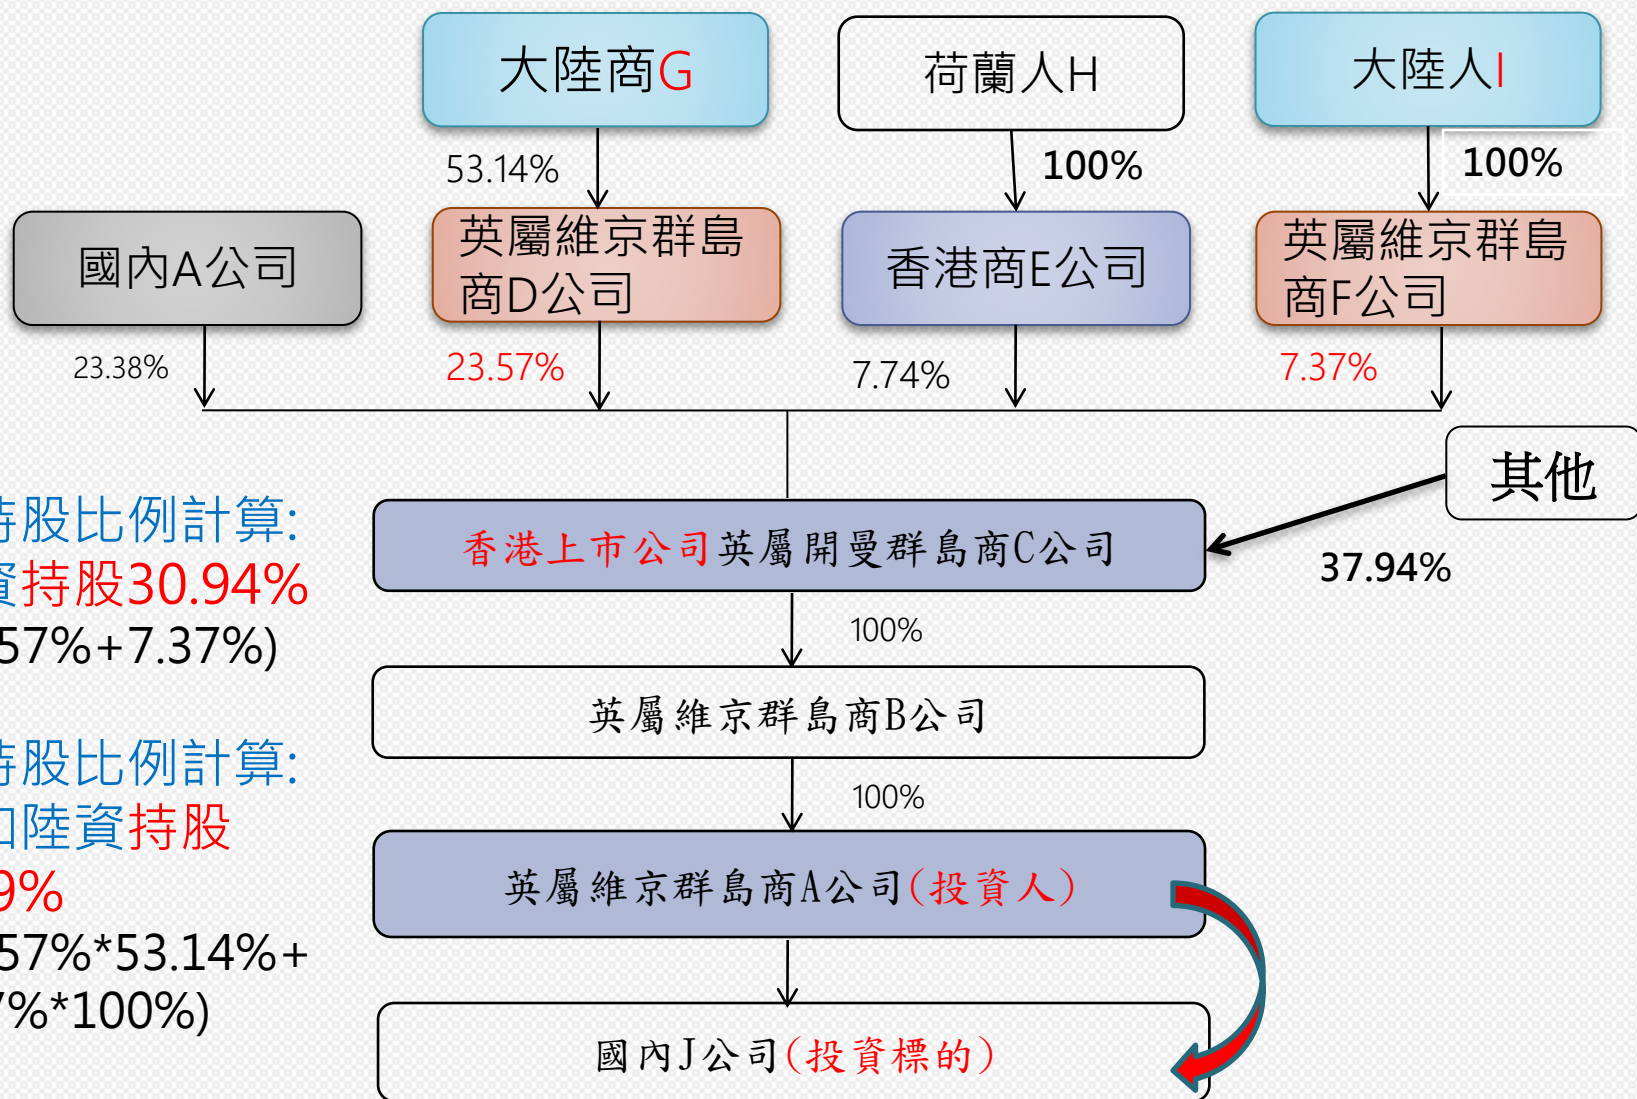 大陸商G
荷蘭人H
大陸人I
53.14%
100%
100%
國內A公司
英屬維京群島
商D公司
香港商E公司
英屬維京群島
商F公司
23.38%
23.57%
7.74%
7.37%
其他
持股比例計算:
資持股30.94%
57%+7.37%)
香港上市公司英屬開曼群島商C公司
37.94%
100%
英屬維京群島商B公司
持股比例計算:
陸資持股
9%
57%*53.14%+
%*100%)
100%
英屬維京群島商A公司(投資人)
國內J公司(投資標的)